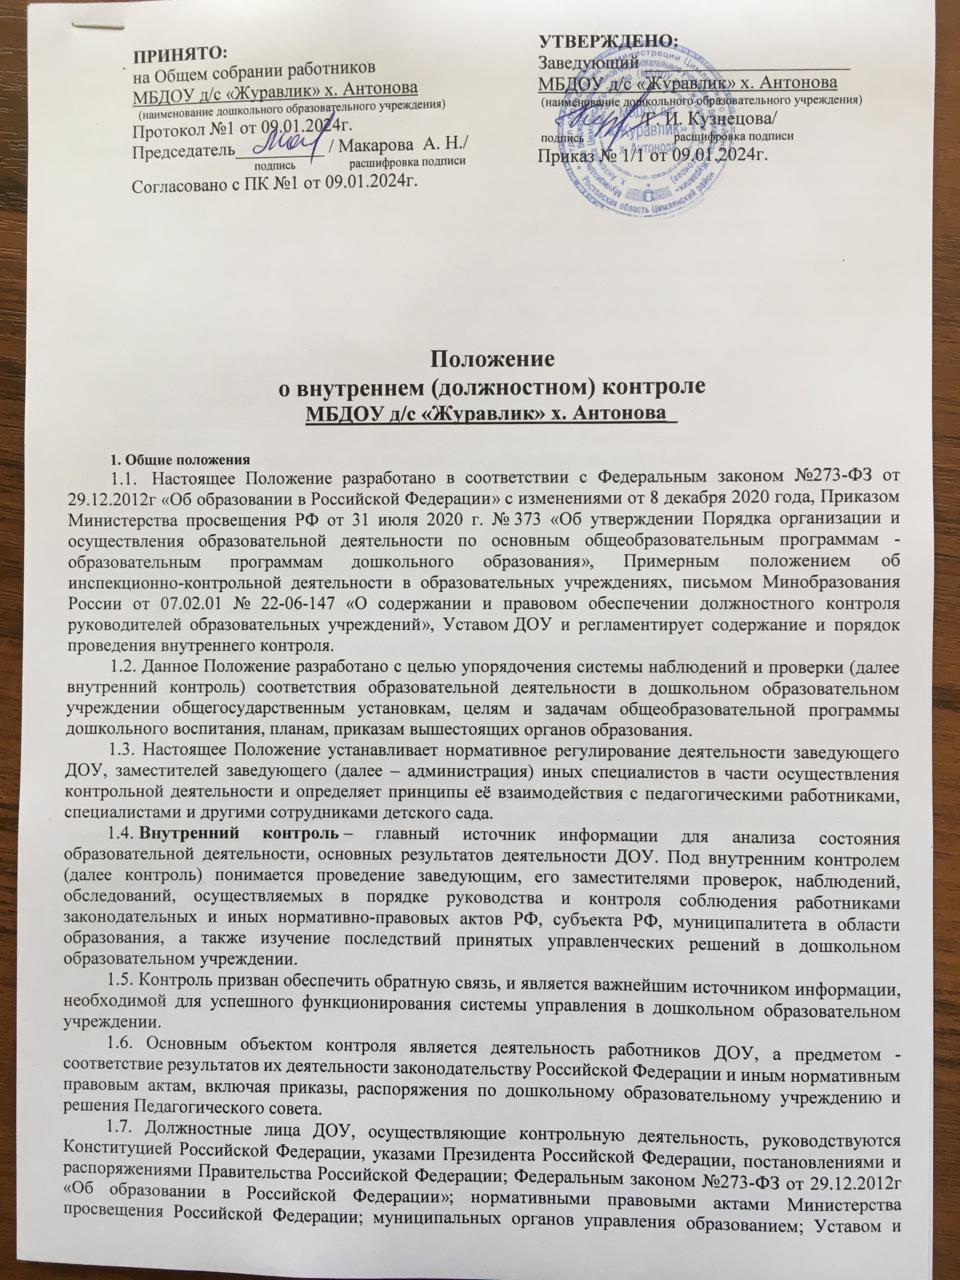 ПРИНЯТО:
на Общем собрании работников
МБДОУ д/с «Журавлик» х. Антонова
(наименование дошкольного образовательного учреждения)
Протокол №1 от 09.01.2024г.
Председатель__________ / Макарова А. Н./
подпись расшифровка подписи
Согласовано с ПК №1 от 09.01.2024г.
УТВЕРЖДЕНО:
Заведующий
МБДОУ д/с «Журавлик» х. Антонова
(наименование дошкольного образовательного учреждения)
/Г. И. Кузнецова/
подпись расшифровка подписи
Приказ № 1/1 от 09.01.2024г.
МБДОУ д/с
«Журавлик»
х. Антонова
Ростовская область Цимлянский район
Положение
о внутреннем (должностном) контроле
МБДОУ д/с «Журавлик» х. Антонова
1. Общие положения
1.1. Настоящее Положение разработано в соответствии с Федеральным законом №273-ФЗ от
29.12.2012г «Об образовании в Российской Федерации» с изменениями от 8 декабря 2020 года, Приказом
Министерства просвещения РФ от 31 июля 2020 г. № 373 «Об утверждении Порядка организации и
осуществления образовательной деятельности по основным общеобразовательным программам -
образовательным программам дошкольного образования», Примерным положением об
инспекционно-контрольной деятельности в образовательных учреждениях, письмом Минобразования
России от 07.02.01 № 22-06-147 «О содержании и правовом обеспечении должностного контроля
руководителей образовательных учреждений», Уставом ДОУ и регламентирует содержание и порядок
проведения внутреннего контроля.
1.2. Данное Положение разработано с целью упорядочения системы наблюдений и проверки (далее
внутренний контроль) соответствия образовательной деятельности в дошкольном образовательном
учреждении общегосударственным установкам, целям и задачам общеобразовательной программы
дошкольного воспитания, планам, приказам вышестоящих органов образования.
1.3. Настоящее Положение устанавливает нормативное регулирование деятельности заведующего
ДОУ, заместителей заведующего (далее – администрация) иных специалистов в части осуществления
контрольной деятельности и определяет принципы её взаимодействия с педагогическими работниками,
специалистами и другими сотрудниками детского сада.
1.4. Внутренний контроль – главный источник информации для анализа состояния
образовательной деятельности, основных результатов деятельности ДОУ. Под внутренним контролем
(далее контроль) понимается проведение заведующим, его заместителями проверок, наблюдений,
обследований, осуществляемых в порядке руководства и контроля соблюдения работниками
законодательных и иных нормативно-правовых актов РФ, субъекта РФ, муниципалитета в области
образования, а также изучение последствий принятых управленческих решений в дошкольном
образовательном учреждении.
1.5. Контроль призван обеспечить обратную связь, и является важнейшим источником информации,
необходимой для успешного функционирования системы управления в дошкольном образовательном
учреждении.
1.6. Основным объектом контроля является деятельность работников ДОУ, а предметом -
соответствие результатов их деятельности законодательству Российской Федерации и иным нормативным
правовым актам, включая приказы, распоряжения по дошкольному образовательному учреждению и
решения Педагогического совета.
1.7. Должностные лица ДОУ, осуществляющие контрольную деятельность, руководствуются
Конституцией Российской Федерации, указами Президента Российской Федерации, постановлениями и
распоряжениями Правительства Российской Федерации; Федеральным законом №273-ФЗ от 29.12.2012г
«Об образовании в Российской Федерации»; нормативными правовыми актами Министерства
просвещения Российской Федерации; муниципальных органов управления образованием; Уставом и